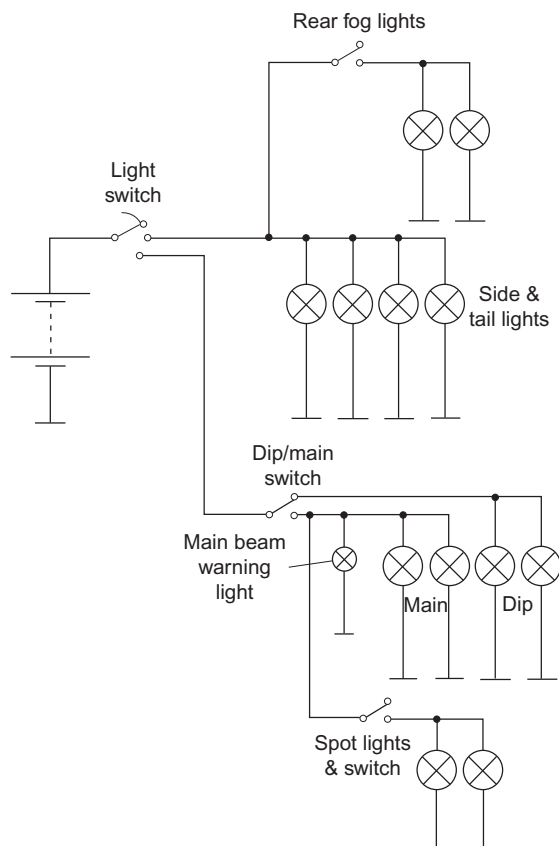 Rear fog lights
Light
switch
Side &
tail lights
Dip/main
switch
Main beam
warning
light
Main
Dip
Spot lights
& switch